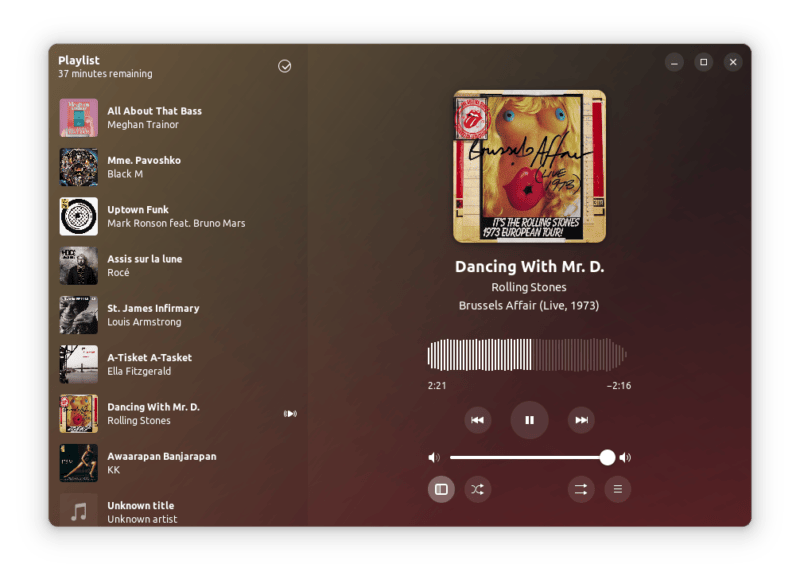 Playlist
37 minutes remaining
All About That Bass
Meghan Trainor
Mme. Pavoshko
Black M
Uptown Funk
Mark Ronson feat. Bruno Mars
Assis sur la lune
Rocé
St. James Infirmary
Louis Armstrong
A-Tisket A-Tasket
Ella Fitzgerald
Dancing With Mr. D.
Rolling Stones
Awaarapan Banjarapan
KK
Unknown title
Unknown artist
Brussels Affair
(LIVE
1973)
IT'S THE ROLLING STONES
1973 EUROPEAN TOUR!
Dancing With Mr. D.
Rolling Stones
Brussels Affair (Live, 1973)
2:21
−2:16